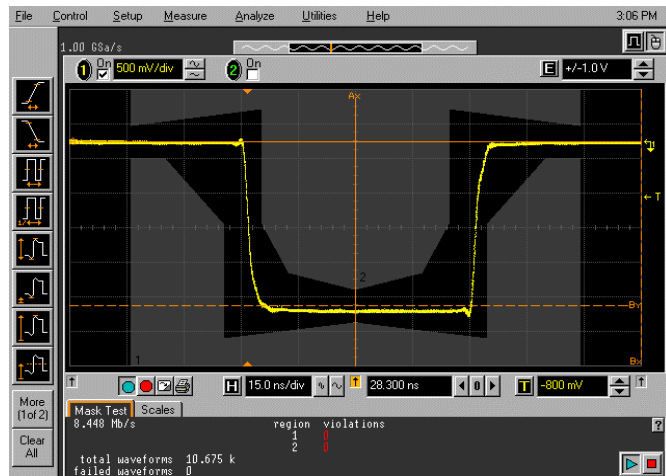 File Control Setup Measure Analyze Utilities Help 3:06 PM
1.00 GSa/s
1 On 500 mV/div 2 On E +/-1.0 V
Ax
T
2
By
1
Bx
H 15.0 ns/div 28.300 ns 0 T -800 mV
More
(1of 2)
Clear
All
Mask Test Scales
8.448 Mb/s region violations ?
1 0
2 0
total waveforms 10.675 k
failed waveforms 0